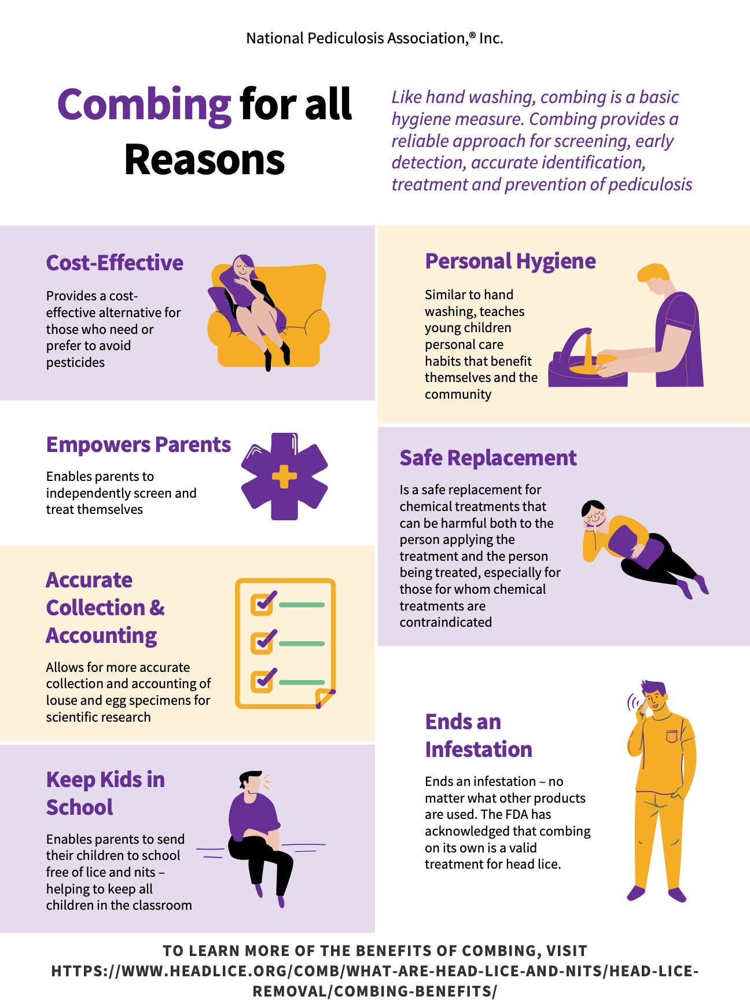 National Pediculosis Association,® Inc.
Combing for all
Reasons
Like hand washing, combing is a basic
hygiene measure. Combing provides a
reliable approach for screening, early
detection, accurate identification,
treatment and prevention of pediculosis
Cost-Effective
Provides a cost-
effective alternative for
those who need or
prefer to avoid
pesticides
Personal Hygiene
Similar to hand
washing, teaches
young children
personal care
habits that benefit
themselves and the
community
Empowers Parents
Enables parents to
independently screen and
treat themselves
Safe Replacement
Is a safe replacement for
chemical treatments that
can be harmful both to the
person applying the
treatment and the person
being treated, especially for
those for whom chemical
treatments are
contraindicated
Accurate
Collection &
Accounting
Allows for more accurate
collection and accounting of
louse and egg specimens for
scientific research
Ends an
Infestation
Ends an infestation – no
matter what other products
are used. The FDA has
acknowledged that combing
on its own is a valid
treatment for head lice.
Keep Kids in
School
Enables parents to send
their children to school
free of lice and nits –
helping to keep all
children in the classroom
TO LEARN MORE OF THE BENEFITS OF COMBING, VISIT
HTTPS://WWW.HEADLICE.ORG/COMB/WHAT-ARE-HEAD-LICE-AND-NITS/HEAD-LICE-
REMOVAL/COMBING-BENEFITS/